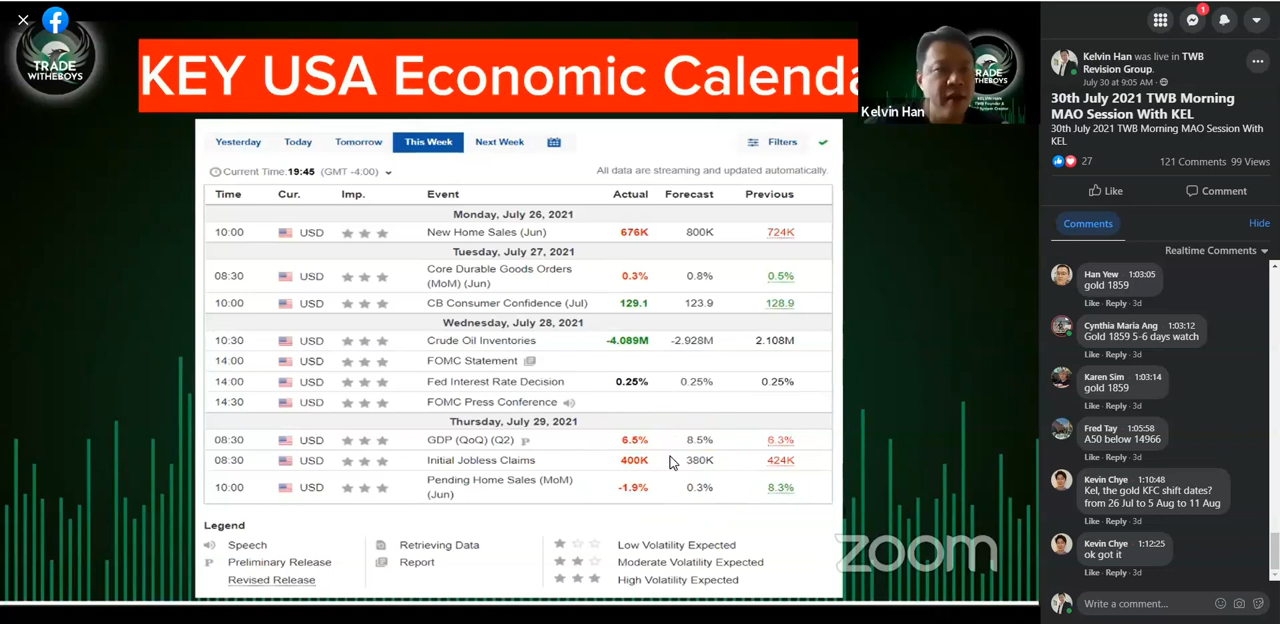 TRADE
WITHEBOYS
KEY USA Economic Calenda
Kelvin Han
Yesterday Today Tomorrow This Week Next Week Filters
Current Time: 19:45 (GMT -4:00) All data are streaming and updated automatically.
Time Cur. Imp. Event Actual Forecast Previous
Monday, July 26, 2021
10:00 USD New Home Sales (Jun) 676K 800K 724K
Tuesday, July 27, 2021
08:30 USD Core Durable Goods Orders (MoM) (Jun) 0.3% 0.8% 0.5%
10:00 USD CB Consumer Confidence (Jul) 129.1 123.9 128.9
Wednesday, July 28, 2021
10:30 USD Crude Oil Inventories -4.089M -2.928M 2.108M
14:00 USD FOMC Statement
14:00 USD Fed Interest Rate Decision 0.25% 0.25% 0.25%
14:30 USD FOMC Press Conference
Thursday, July 29, 2021
08:30 USD GDP (QoQ) (Q2) P 6.5% 8.5% 6.3%
08:30 USD Initial Jobless Claims 400K 380K 424K
10:00 USD Pending Home Sales (MoM) (Jun) -1.9% 0.3% 8.3%
Legend
Speech Retrieving Data Low Volatility Expected
P Preliminary Release Report Moderate Volatility Expected
Revised Release High Volatility Expected
zoom
1
Kelvin Han was live in TWB
Revision Group.
July 30 at 9:05 AM ·
30th July 2021 TWB Morning
MAO Session With KEL
30th July 2021 TWB Morning MAO Session With
KEL
27 121 Comments 99 Views
Like Comment
Comments Hide
Realtime Comments
Han Yew 1:03:05
gold 1859
Like · Reply · 3d
Cynthia Maria Ang 1:03:12
Gold 1859 5-6 days watch
Like · Reply · 3d
Karen Sim 1:03:14
gold 1859
Like · Reply · 3d
Fred Tay 1:05:58
A50 below 14966
Like · Reply · 3d
Kevin Chye 1:10:48
Kel, the gold KFC shift dates?
from 26 Jul to 5 Aug to 11 Aug
Like · Reply · 3d
Kevin Chye 1:12:25
ok got it
Like · Reply · 3d
Write a comment...